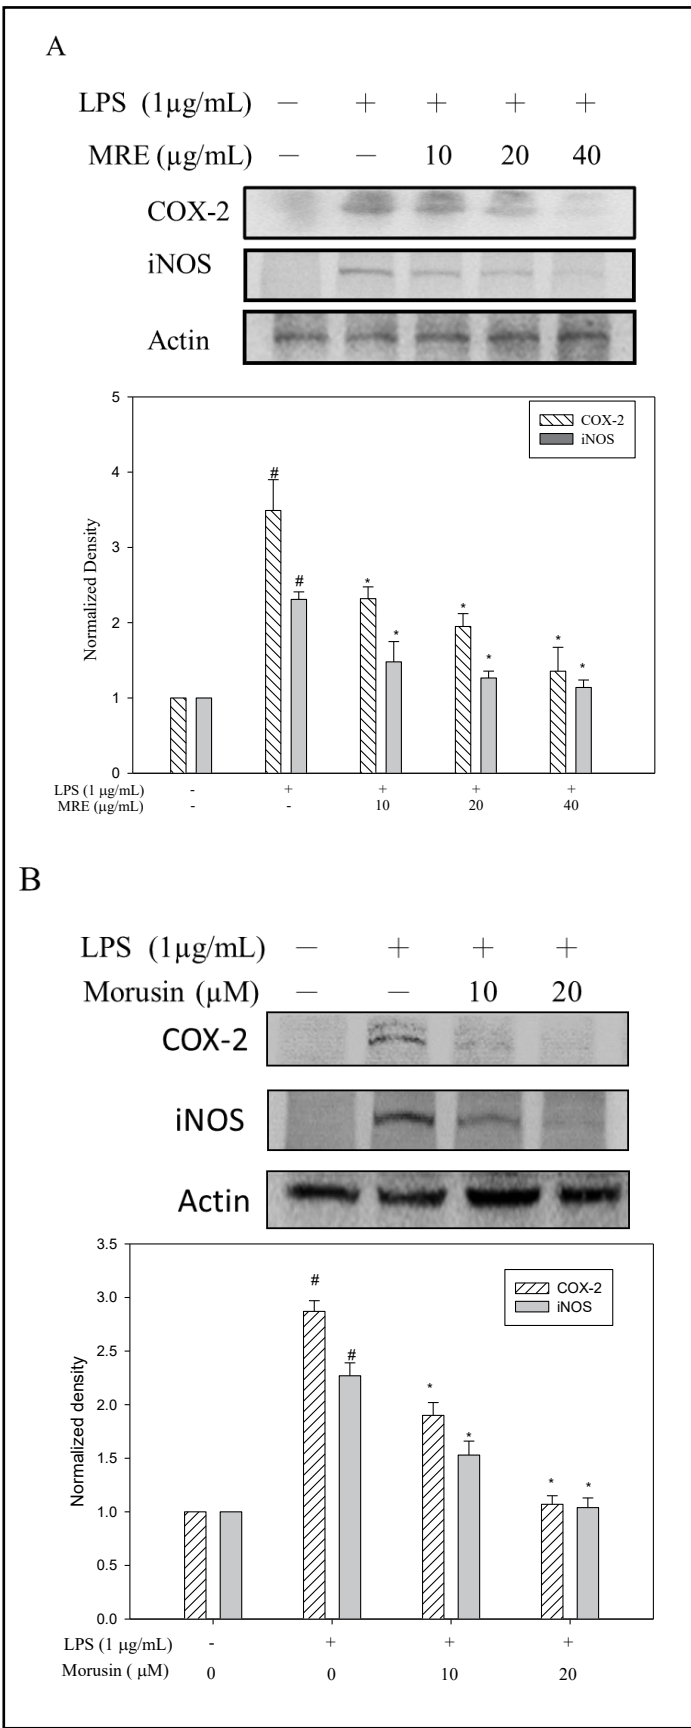 A
LPS (1µg/mL) — + + + +
MRE (µg/mL) — — 10 20 40
COX-2
iNOS
Actin
5
COX-2
iNOS
4
#
3
#
Normalized Density
* * *
2
* * *
1
0
LPS (1 µg/mL) - + + + +
MRE (µg/mL) - - 10 20 40
B
LPS (1µg/mL) — + + +
Morusin (µM) — — 10 20
COX-2
iNOS
Actin
3.5
COX-2
iNOS
#
3.0
2.5
#
Normalized density
2.0
* *
1.5
* *
1.0
0.5
0.0
LPS (1 µg/mL) - + + +
Morusin ( µM) 0 0 10 20